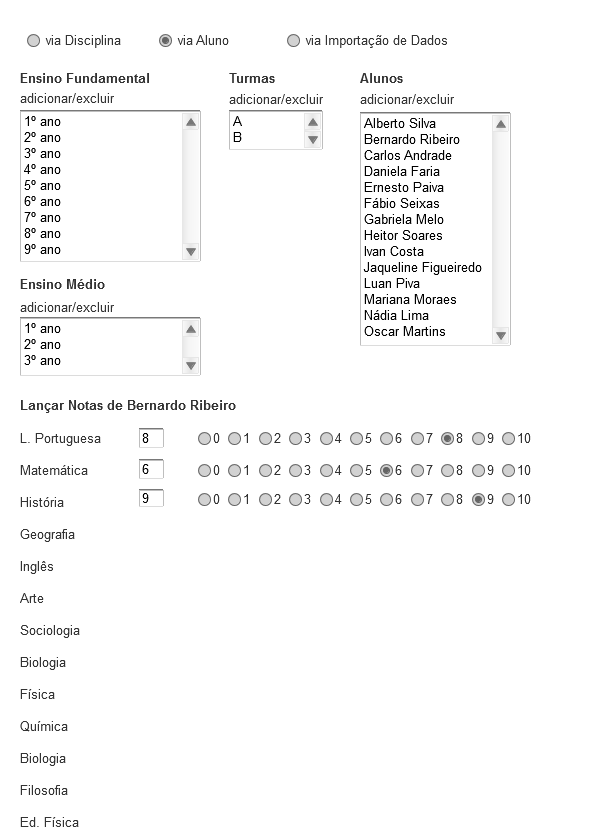 via Disciplina via Aluno via Importação de Dados
Ensino Fundamental
adicionar/excluir
1º ano
2º ano
3º ano
4º ano
5º ano
6º ano
7º ano
8º ano
9º ano
Turmas
adicionar/excluir
A
B
Alunos
adicionar/excluir
Alberto Silva
Bernardo Ribeiro
Carlos Andrade
Daniela Faria
Ernesto Paiva
Fábio Seixas
Gabriela Melo
Heitor Soares
Ivan Costa
Jaqueline Figueiredo
Luan Piva
Mariana Moraes
Nádia Lima
Oscar Martins
Ensino Médio
adicionar/excluir
1º ano
2º ano
3º ano
Lançar Notas de Bernardo Ribeiro
L. Portuguesa 8 0 1 2 3 4 5 6 7 8 9 10
Matemática 6 0 1 2 3 4 5 6 7 8 9 10
História 9 0 1 2 3 4 5 6 7 8 9 10
Geografia
Inglês
Arte
Sociologia
Biologia
Física
Química
Biologia
Filosofia
Ed. Física